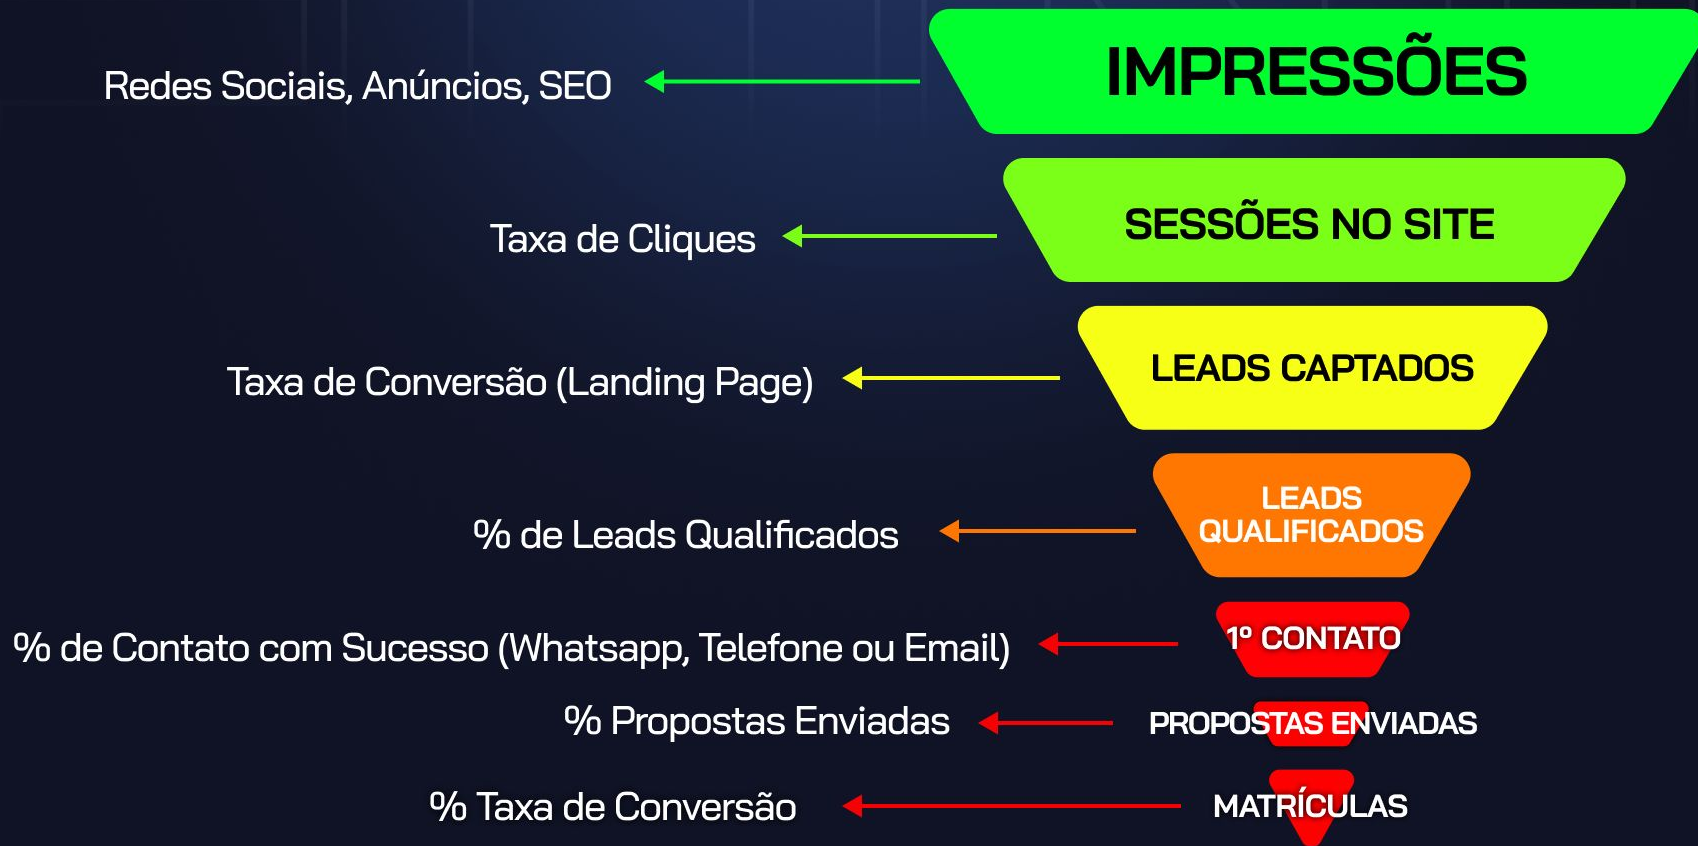 Redes Sociais, Anúncios, SEO
IMPRESSÕES
Taxa de Cliques
SESSÕES NO SITE
Taxa de Conversão (Landing Page)
LEADS CAPTADOS
% de Leads Qualificados
LEADS
QUALIFICADOS
% de Contato com Sucesso (Whatsapp, Telefone ou Email)
1º CONTATO
% Propostas Enviadas
PROPOSTAS ENVIADAS
% Taxa de Conversão
MATRÍCULAS